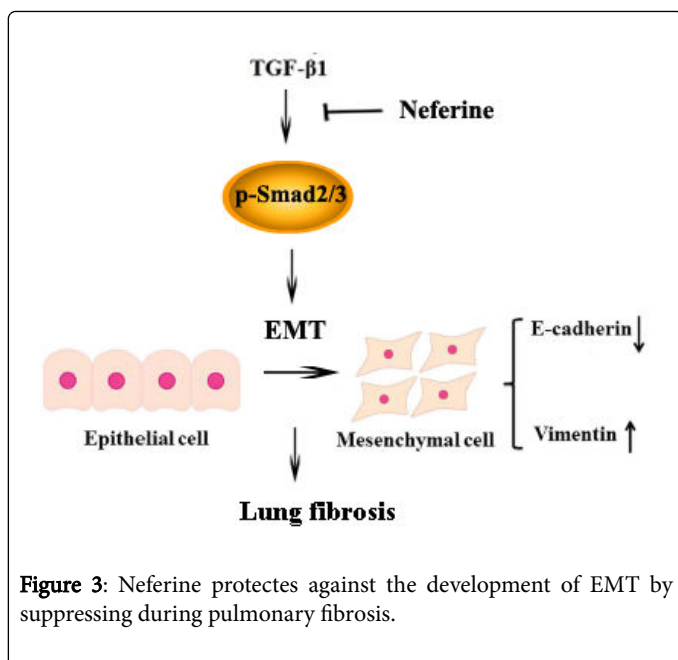 TGF-β1
Neferine
p-Smad2/3
EMT
E-cadherin↓
Epithelial cell
Mesenchymal cell
Vimentin↑
Lung fibrosis
Figure 3: Neferine protectes against the development of EMT by
suppressing during pulmonary fibrosis.